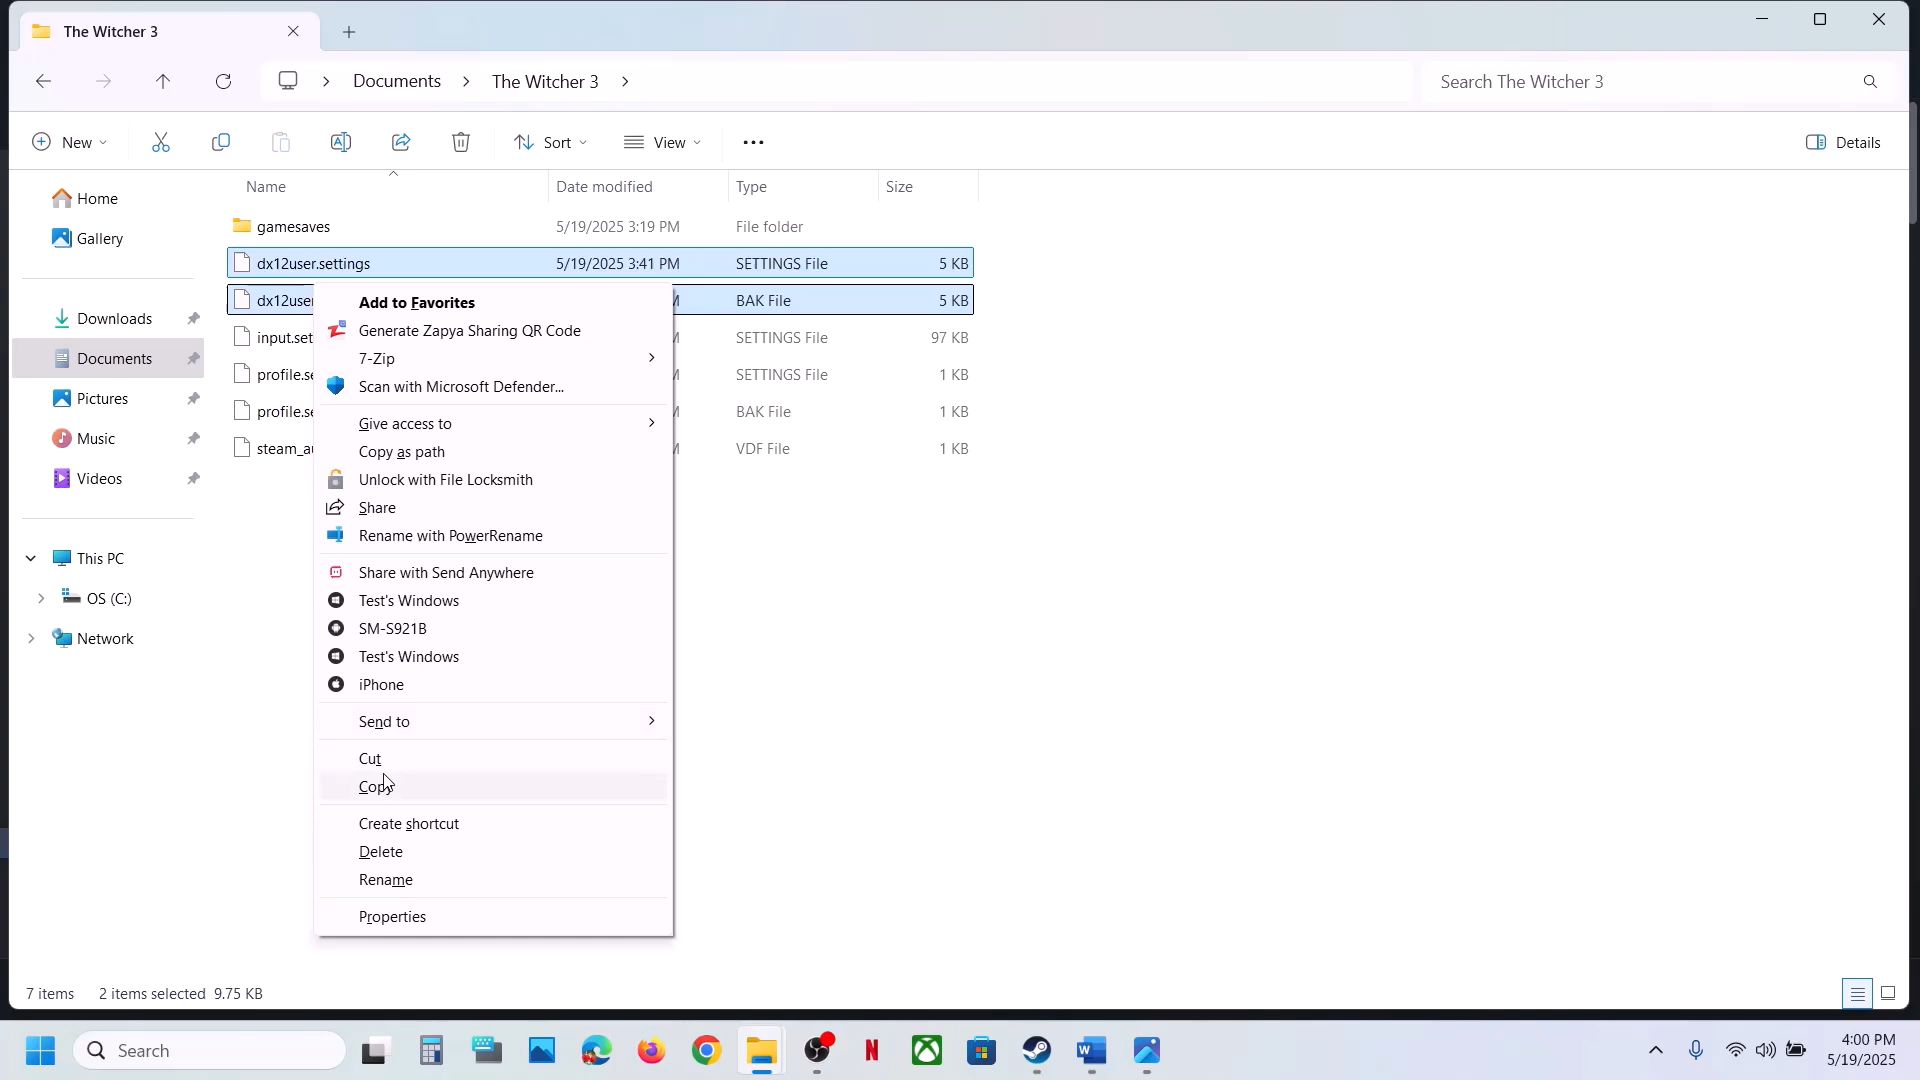 The Witcher 3
Documents
The Witcher 3
Search The Witcher 3
New
Sort
View
Details
Home
Gallery
Downloads
Documents
Pictures
Music
Videos
This PC
OS (C:)
Network
Name
Date modified
Type
Size
gamesaves
5/19/2025 3:19 PM
File folder
dx12user.settings
5/19/2025 3:41 PM
SETTINGS File
5 KB
dx12user
BAK File
5 KB
input.set
SETTINGS File
97 KB
profile.se
SETTINGS File
1 KB
profile.se
BAK File
1 KB
steam_au
VDF File
1 KB
Add to Favorites
Generate Zapya Sharing QR Code
7-Zip
Scan with Microsoft Defender...
Give access to
Copy as path
Unlock with File Locksmith
Share
Rename with PowerRename
Share with Send Anywhere
Test's Windows
SM-S921B
Test's Windows
iPhone
Send to
Cut
Copy
Create shortcut
Delete
Rename
Properties
7 items
2 items selected 9.75 KB
Search
4:00 PM
5/19/2025